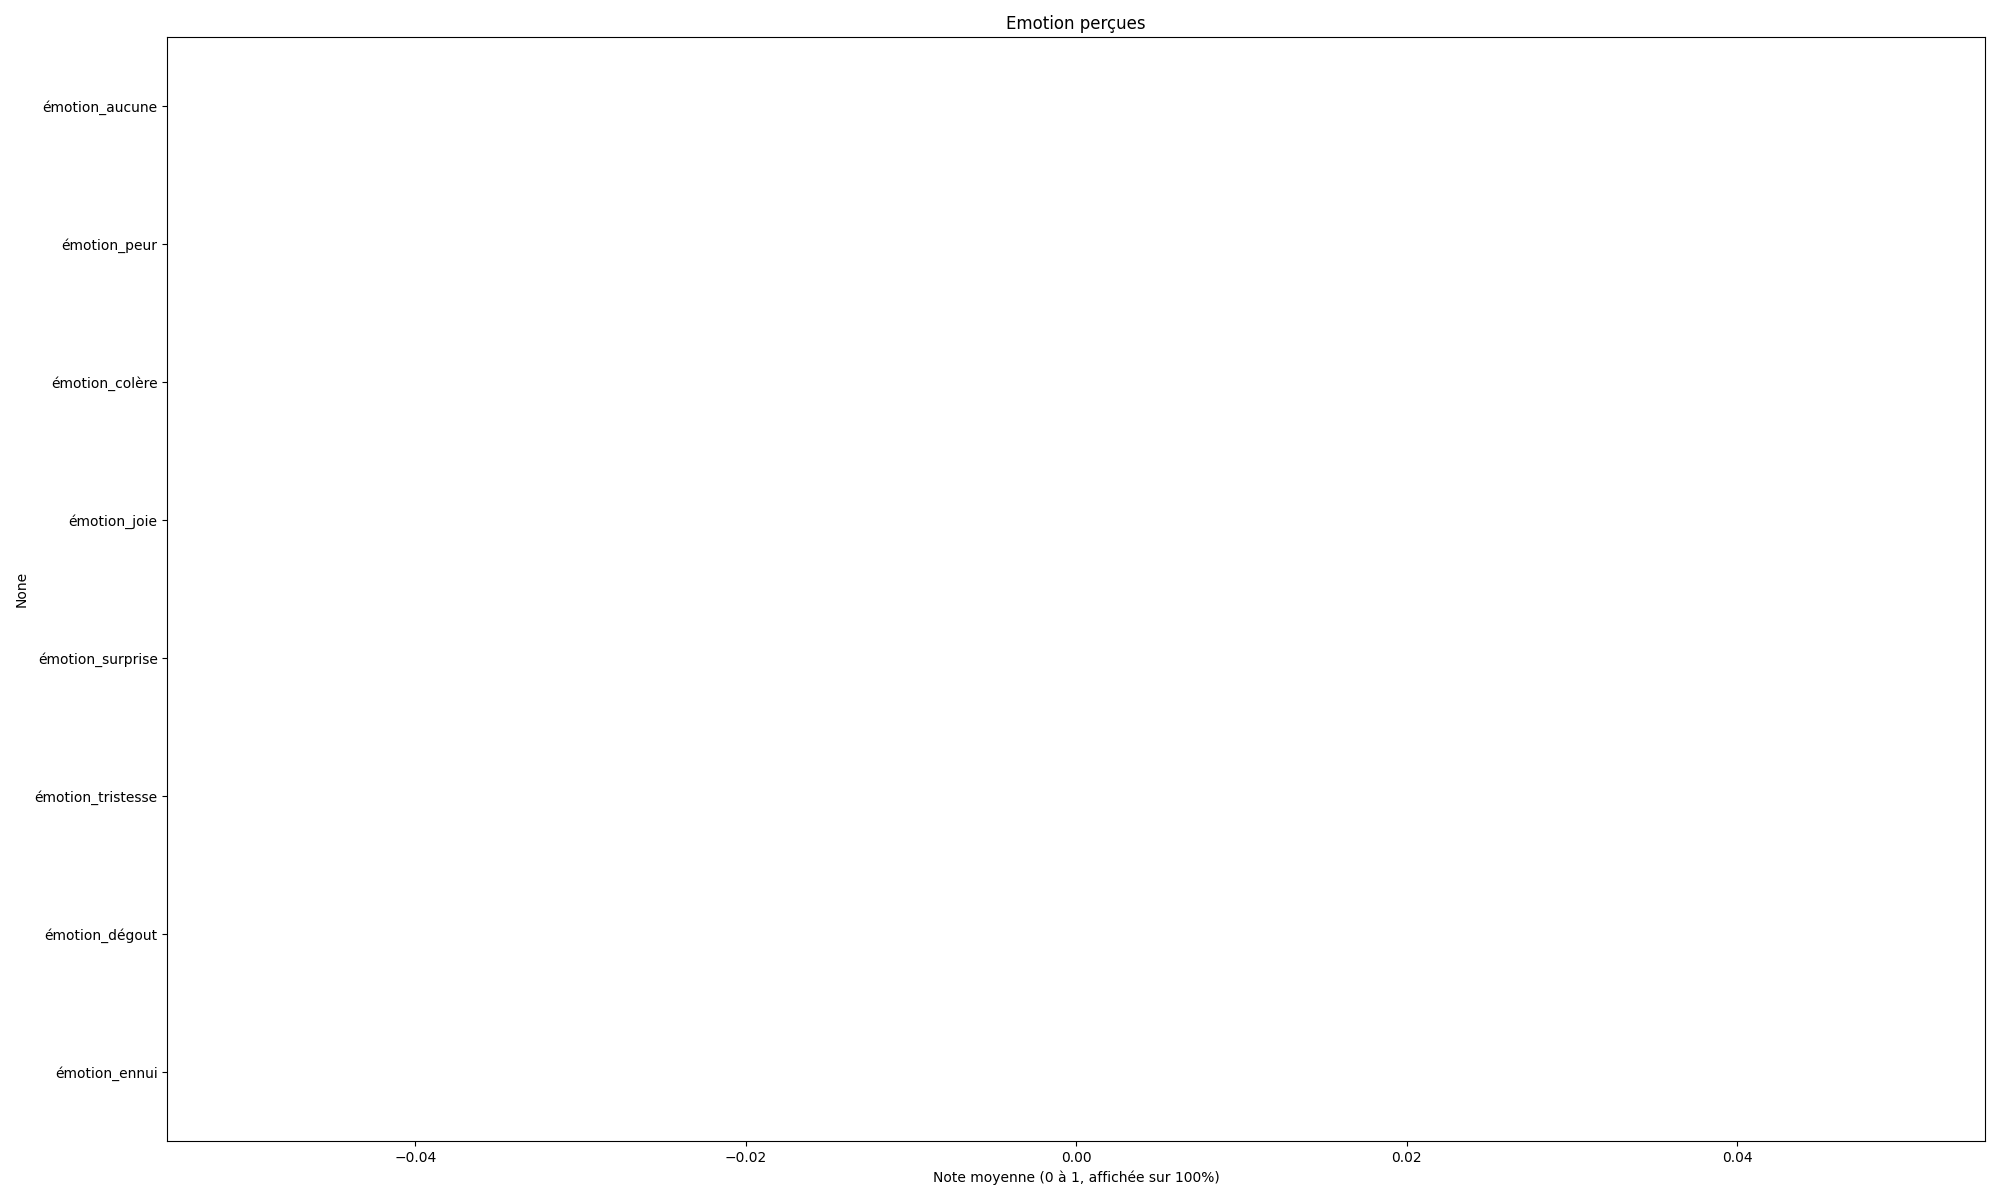 Emotion perçues
émotion_aucune
émotion_peur
émotion_colère
émotion_joie
None
émotion_surprise
émotion_tristesse
émotion_dégout
émotion_ennui
−0.04
−0.02
0.00
0.02
0.04
Note moyenne (0 à 1, affichée sur 100%)